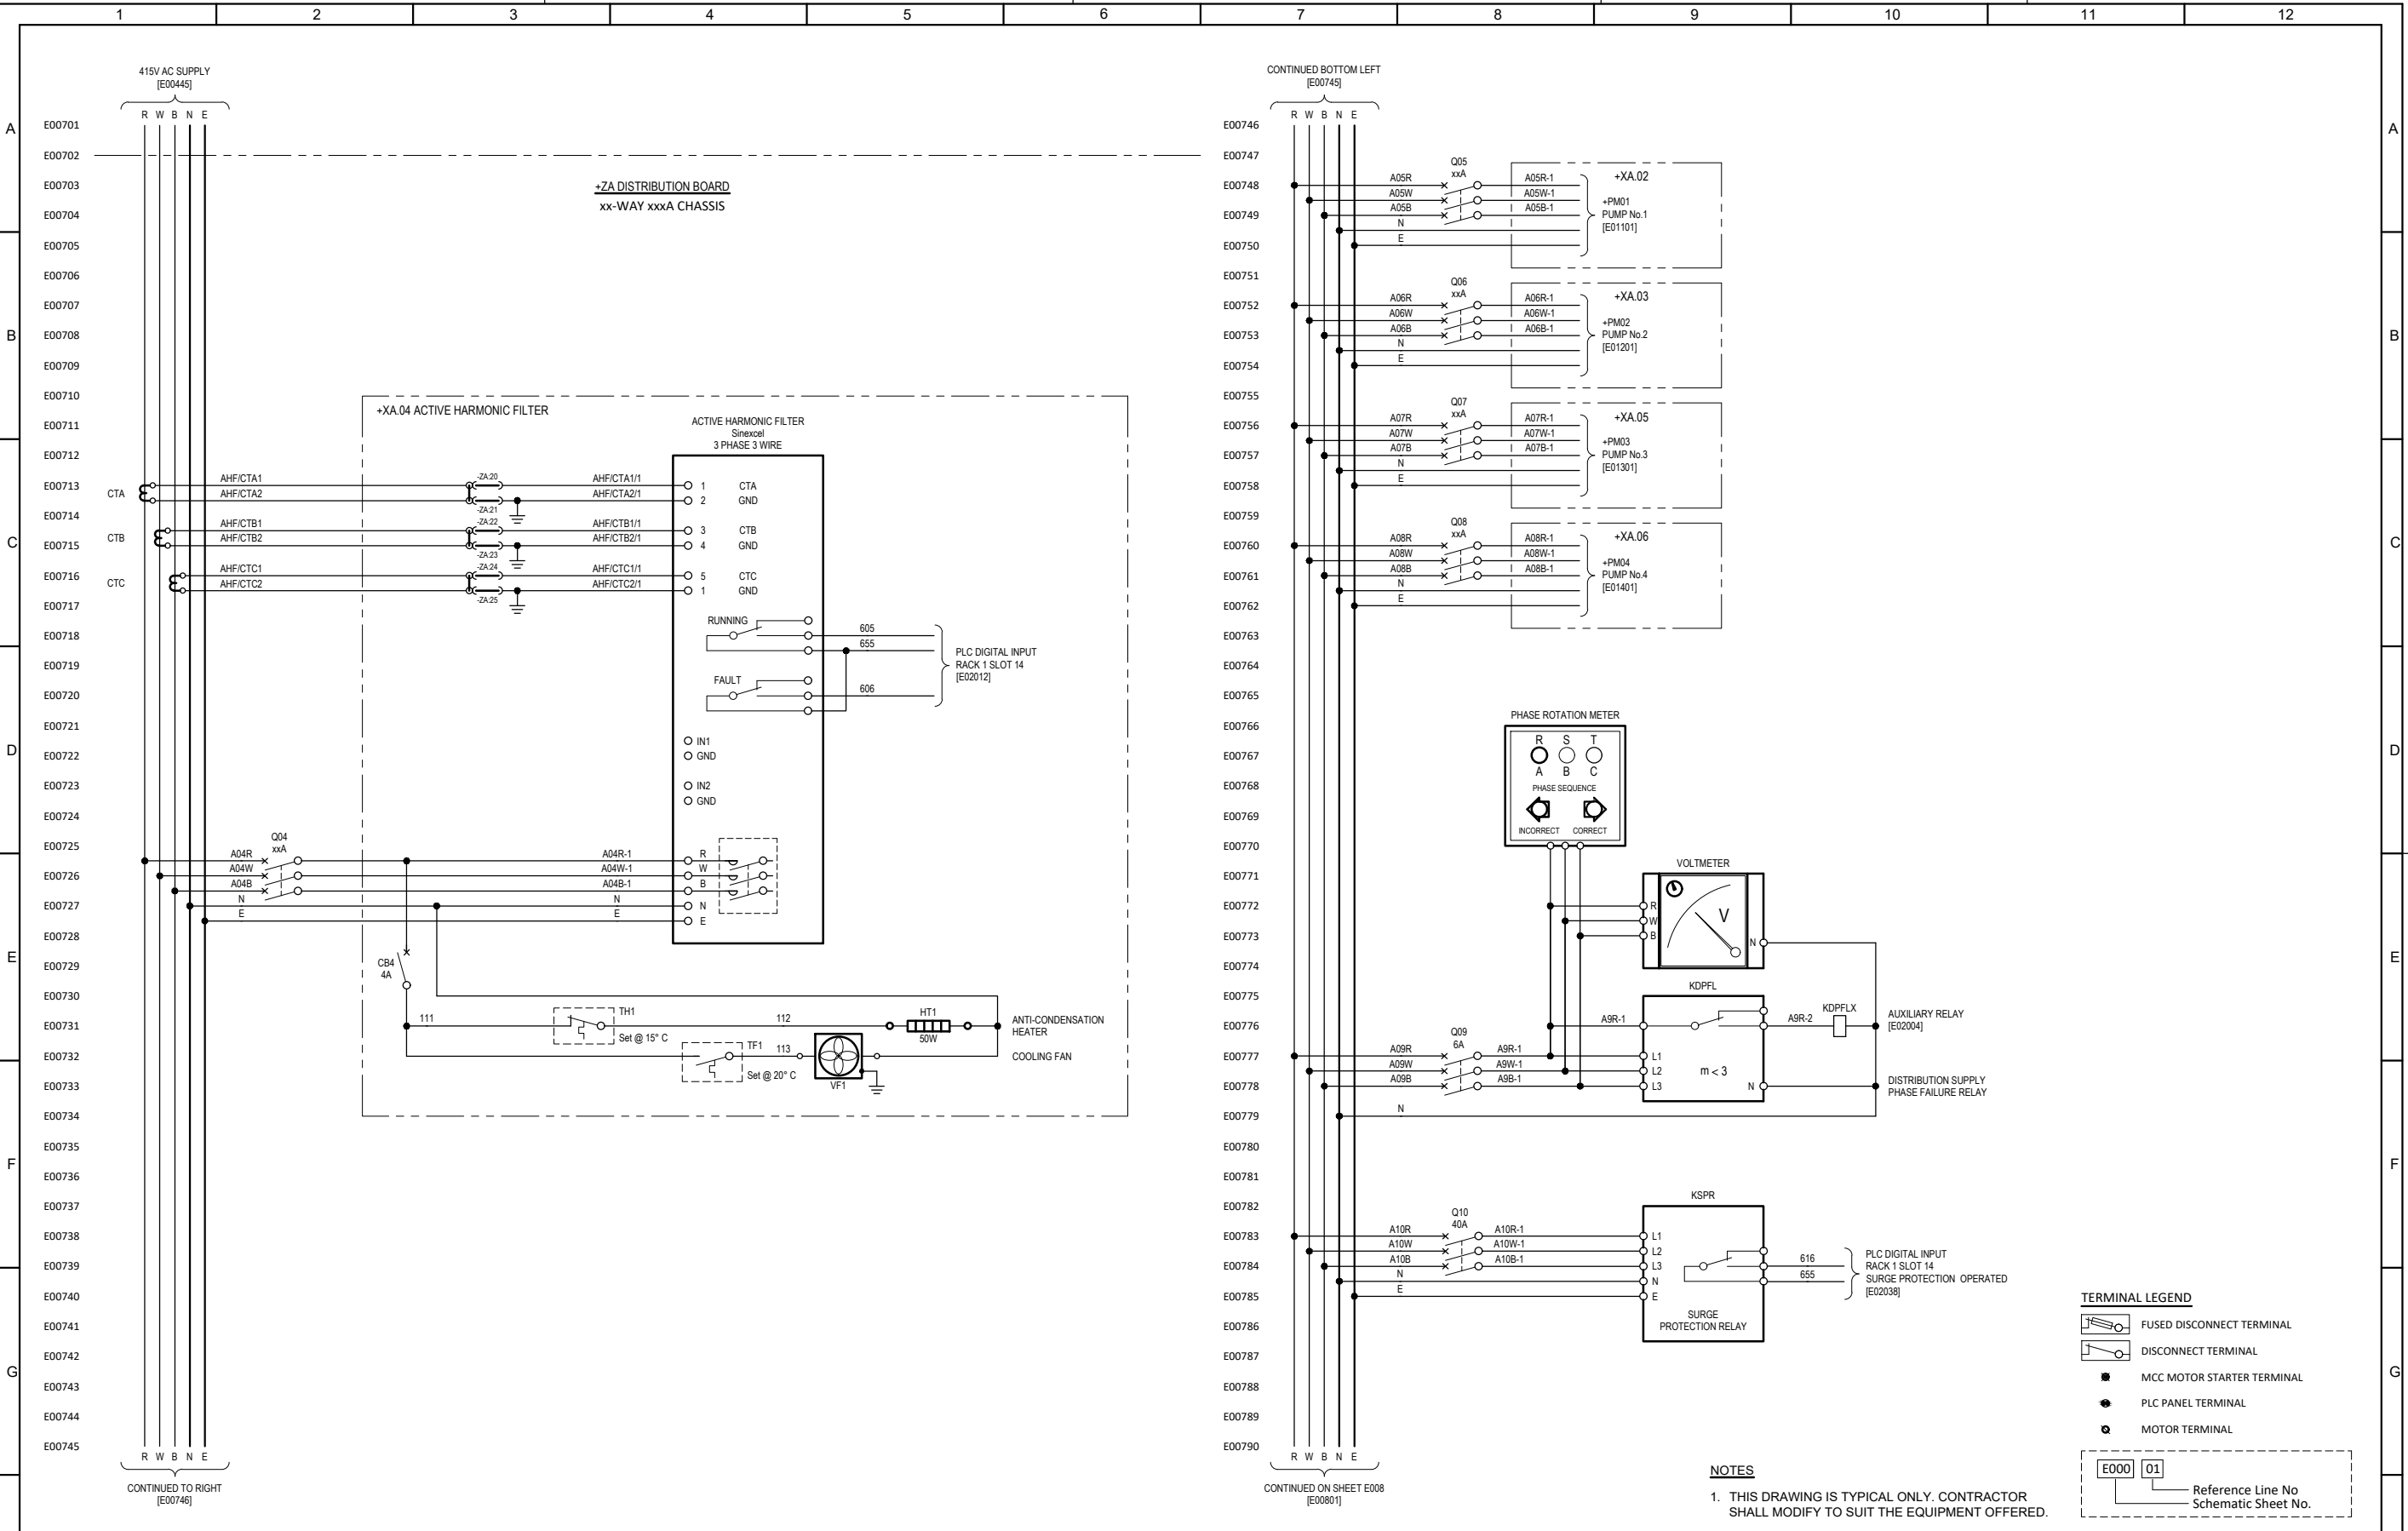 1 2 3 4 5 6 7 8 9 10 11 12
A
B
C
D
E
F
G
415V AC SUPPLY
[E00445]
R W B N E
E00701
E00702
E00703
E00704
E00705
E00706
E00707
E00708
E00709
E00710
E00711
E00712
E00713
E00714
E00715
E00716
E00717
E00718
E00719
E00720
E00721
E00722
E00723
E00724
E00725
E00726
E00727
E00728
E00729
E00730
E00731
E00732
E00733
E00734
E00735
E00736
E00737
E00738
E00739
E00740
E00741
E00742
E00743
E00744
E00745
R W B N E
CONTINUED TO RIGHT
[E00746]
+ZA DISTRIBUTION BOARD
xx-WAY xxxA CHASSIS
+XA.04 ACTIVE HARMONIC FILTER
ACTIVE HARMONIC FILTER
Sinexcel
3 PHASE 3 WIRE
CTA
AHF/CTA1
AHF/CTA2
-ZA:20
-ZA:21
AHF/CTA1/1
AHF/CTA2/1
1 CTA
2 GND
CTB
AHF/CTB1
AHF/CTB2
-ZA:22
-ZA:23
AHF/CTB1/1
AHF/CTB2/1
3 CTB
4 GND
CTC
AHF/CTC1
AHF/CTC2
-ZA:24
-ZA:25
AHF/CTC1/1
AHF/CTC2/1
5 CTC
1 GND
RUNNING
605
655
FAULT
606
PLC DIGITAL INPUT
RACK 1 SLOT 14
[E02012]
IN1
GND
IN2
GND
Q04
xxA
A04R
A04W
A04B
N
E
A04R-1
A04W-1
A04B-1
N
E
R
W
B
N
E
CB4
4A
111
TH1
Set @ 15° C
112
HT1
50W
ANTI-CONDENSATION
HEATER
TF1
Set @ 20° C
113
VF1
COOLING FAN
CONTINUED BOTTOM LEFT
[E00745]
R W B N E
E00746
E00747
E00748
E00749
E00750
E00751
E00752
E00753
E00754
E00755
E00756
E00757
E00758
E00759
E00760
E00761
E00762
E00763
E00764
E00765
E00766
E00767
E00768
E00769
E00770
E00771
E00772
E00773
E00774
E00775
E00776
E00777
E00778
E00779
E00780
E00781
E00782
E00783
E00784
E00785
E00786
E00787
E00788
E00789
E00790
R W B N E
CONTINUED ON SHEET E008
[E00801]
Q05
xxA
A05R
A05W
A05B
N
E
A05R-1
A05W-1
A05B-1
+XA.02
+PM01
PUMP No.1
[E01101]
Q06
xxA
A06R
A06W
A06B
N
E
A06R-1
A06W-1
A06B-1
+XA.03
+PM02
PUMP No.2
[E01201]
Q07
xxA
A07R
A07W
A07B
N
E
A07R-1
A07W-1
A07B-1
+XA.05
+PM03
PUMP No.3
[E01301]
Q08
xxA
A08R
A08W
A08B
N
E
A08R-1
A08W-1
A08B-1
+XA.06
+PM04
PUMP No.4
[E01401]
PHASE ROTATION METER
R S T
A B C
PHASE SEQUENCE
INCORRECT CORRECT
VOLTMETER
R
W
B
V
N
KDPFL
A9R-1
A9R-2
KDPFLX
AUXILIARY RELAY
[E02004]
Q09
6A
A09R
A09W
A09B
N
A9R-1
A9W-1
A9B-1
L1
L2
L3
m < 3
N
DISTRIBUTION SUPPLY
PHASE FAILURE RELAY
KSPR
Q10
40A
A10R
A10W
A10B
N
E
A10R-1
A10W-1
A10B-1
L1
L2
L3
N
E
SURGE
PROTECTION RELAY
616
655
PLC DIGITAL INPUT
RACK 1 SLOT 14
SURGE PROTECTION OPERATED
[E02038]
TERMINAL LEGEND
FUSED DISCONNECT TERMINAL
DISCONNECT TERMINAL
MCC MOTOR STARTER TERMINAL
PLC PANEL TERMINAL
MOTOR TERMINAL
E000 01
Reference Line No
Schematic Sheet No.
NOTES
1. THIS DRAWING IS TYPICAL ONLY. CONTRACTOR
SHALL MODIFY TO SUIT THE EQUIPMENT OFFERED.
A
B
C
D
E
F
G